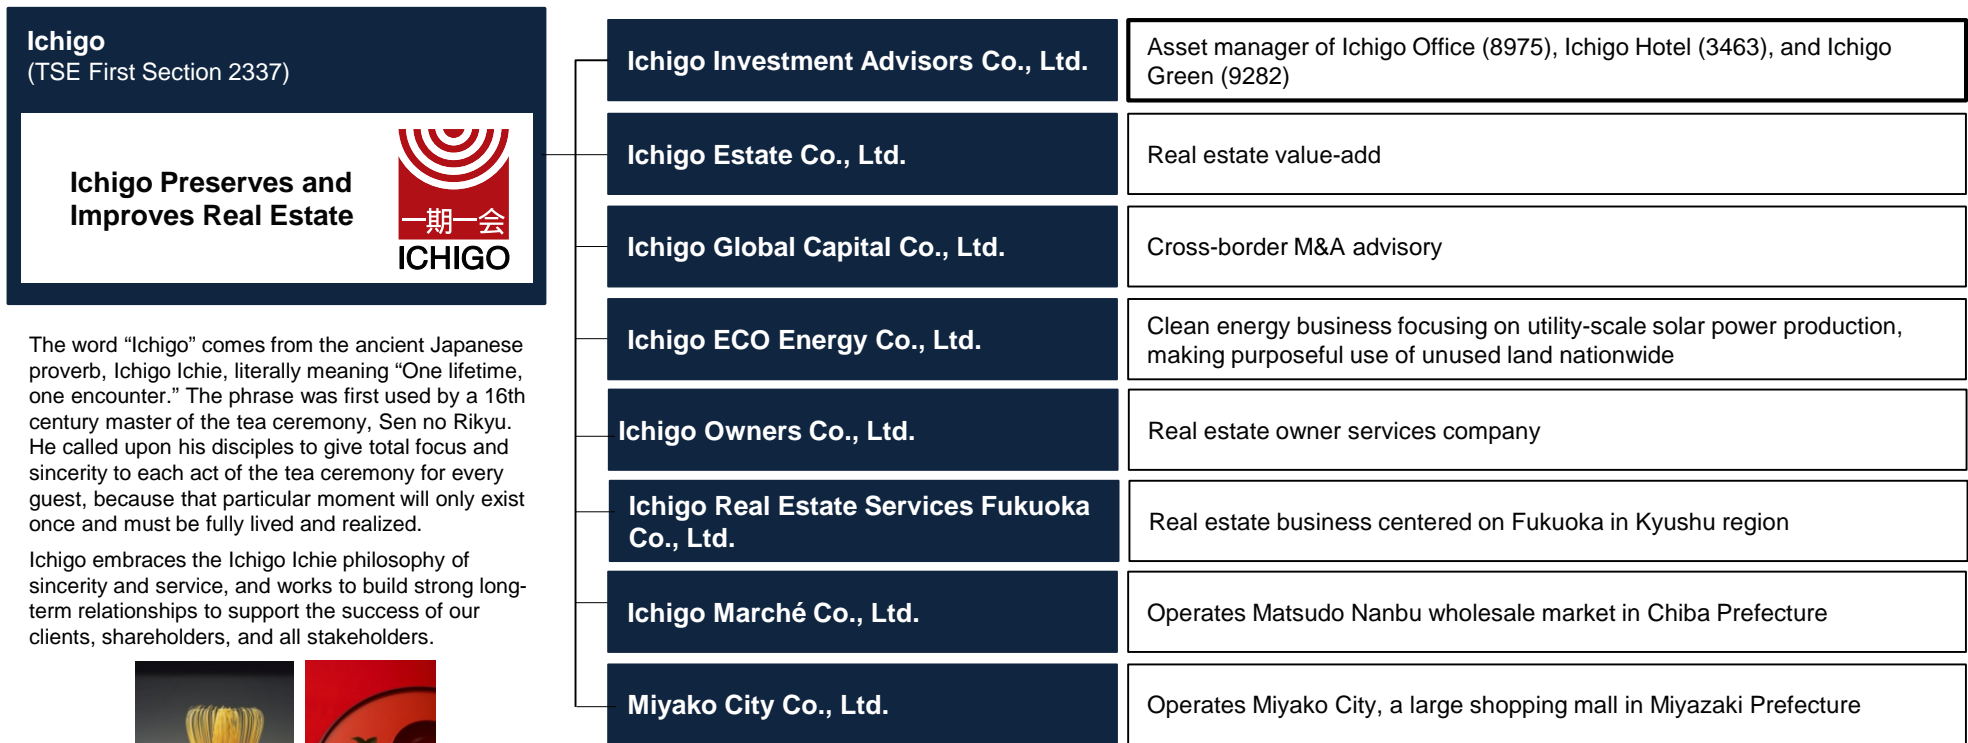 Ichigo
(TSE First Section 2337)
Ichigo Preserves and
Improves Real Estate
一期一会
ICHIGO
The word “Ichigo” comes from the ancient Japanese
proverb, Ichigo Ichie, literally meaning “One lifetime,
one encounter.” The phrase was first used by a 16th
century master of the tea ceremony, Sen no Rikyu.
He called upon his disciples to give total focus and
sincerity to each act of the tea ceremony for every
guest, because that particular moment will only exist
once and must be fully lived and realized.
Ichigo embraces the Ichigo Ichie philosophy of
sincerity and service, and works to build strong long-
term relationships to support the success of our
clients, shareholders, and all stakeholders.
Ichigo Investment Advisors Co., Ltd.
Asset manager of Ichigo Office (8975), Ichigo Hotel (3463), and Ichigo
Green (9282)
Ichigo Estate Co., Ltd.
Real estate value-add
Ichigo Global Capital Co., Ltd.
Cross-border M&A advisory
Ichigo ECO Energy Co., Ltd.
Clean energy business focusing on utility-scale solar power production,
making purposeful use of unused land nationwide
Ichigo Owners Co., Ltd.
Real estate owner services company
Ichigo Real Estate Services Fukuoka
Co., Ltd.
Real estate business centered on Fukuoka in Kyushu region
Ichigo Marché Co., Ltd.
Operates Matsudo Nanbu wholesale market in Chiba Prefecture
Miyako City Co., Ltd.
Operates Miyako City, a large shopping mall in Miyazaki Prefecture